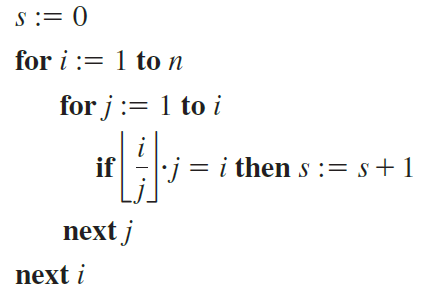 s := 0
for i := 1 to n
for j := 1 to i
if ⌊i/j⌋·j = i then s := s + 1
next j
next i